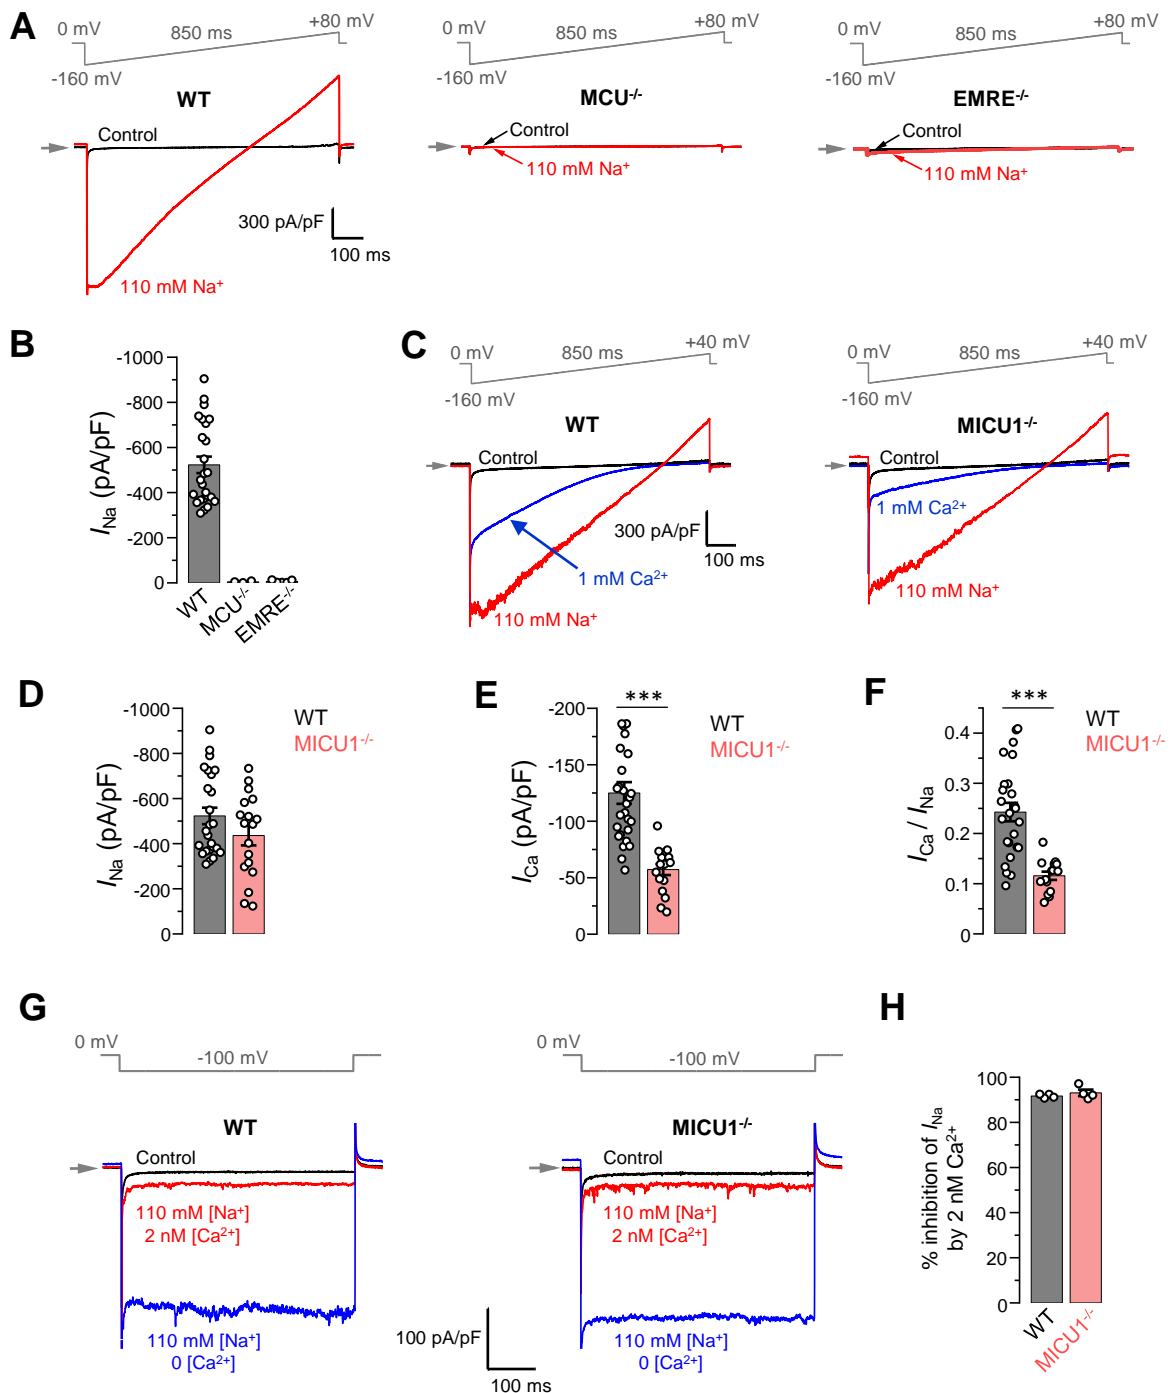 A
0 mV
850 ms
+80 mV
-160 mV
WT
Control
110 mM Na⁺
300 pA/pF
100 ms
0 mV
850 ms
+80 mV
-160 mV
MCU⁻/⁻
Control
110 mM Na⁺
0 mV
850 ms
+80 mV
-160 mV
EMRE⁻/⁻
Control
110 mM Na⁺
B
I_Na (pA/pF)
-1000
-800
-600
-400
-200
0
WT
MCU⁻/⁻
EMRE⁻/⁻
C
0 mV
850 ms
+40 mV
-160 mV
WT
Control
1 mM Ca²⁺
110 mM Na⁺
300 pA/pF
100 ms
0 mV
850 ms
+40 mV
-160 mV
MICU1⁻/⁻
Control
1 mM Ca²⁺
110 mM Na⁺
D
I_Na (pA/pF)
-1000
-800
-600
-400
-200
0
WT
MICU1⁻/⁻
E
I_Ca (pA/pF)
-200
-150
-100
-50
0
***
WT
MICU1⁻/⁻
F
I_Ca / I_Na
0.4
0.3
0.2
0.1
0
***
WT
MICU1⁻/⁻
G
0 mV
-100 mV
WT
Control
110 mM [Na⁺]
2 nM [Ca²⁺]
110 mM [Na⁺]
0 [Ca²⁺]
100 pA/pF
100 ms
0 mV
-100 mV
MICU1⁻/⁻
Control
110 mM [Na⁺]
2 nM [Ca²⁺]
110 mM [Na⁺]
0 [Ca²⁺]
H
% inhibition of I_Na
by 2 nM Ca²⁺
100
80
60
40
20
0
WT
MICU1⁻/⁻